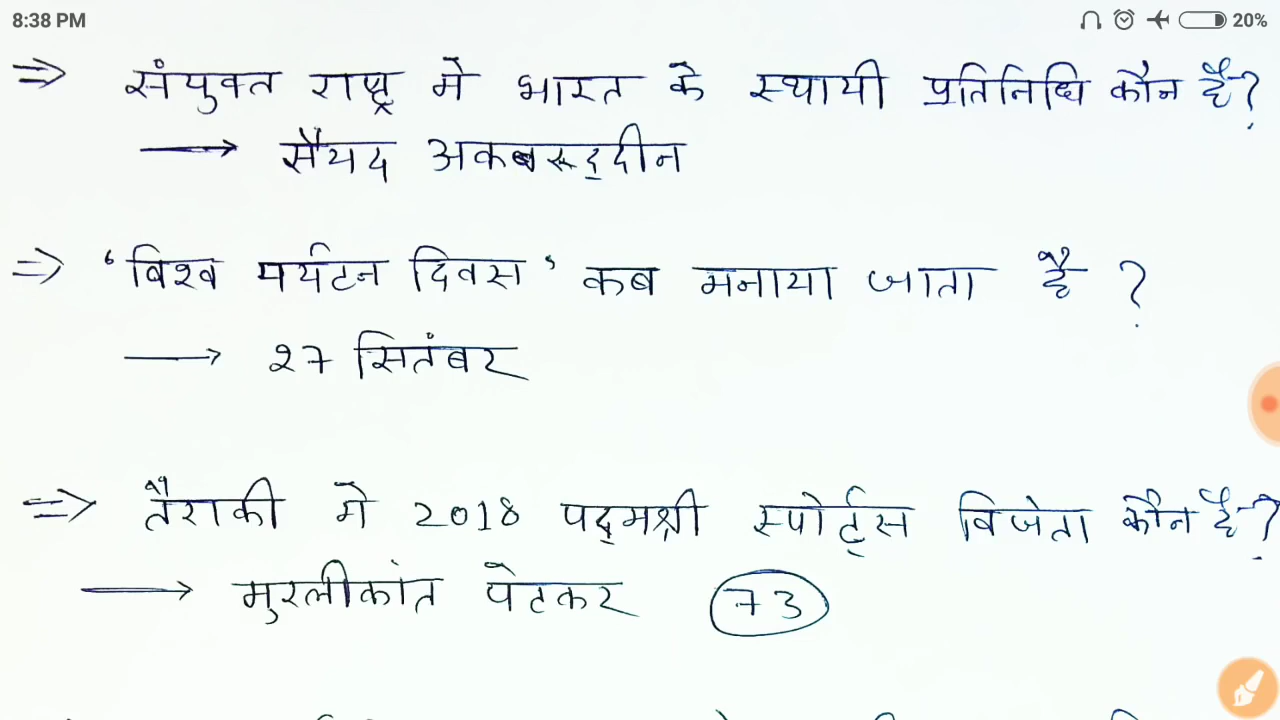 8:38 PM 20%
⇒ संयुक्त राष्ट्र मे भारत के स्थायी प्रतिनिधि कौन है?
→ सैयद अकबरूद्दीन
⇒ 'विश्व पर्यटन दिवस' कब मनाया जाता है ?
→ 27 सितंबर
⇒ तैराकी मे 2018 पद्मश्री स्पोर्ट्स विजेता कौन है?
→ मुरलीकांत पेटकर 73